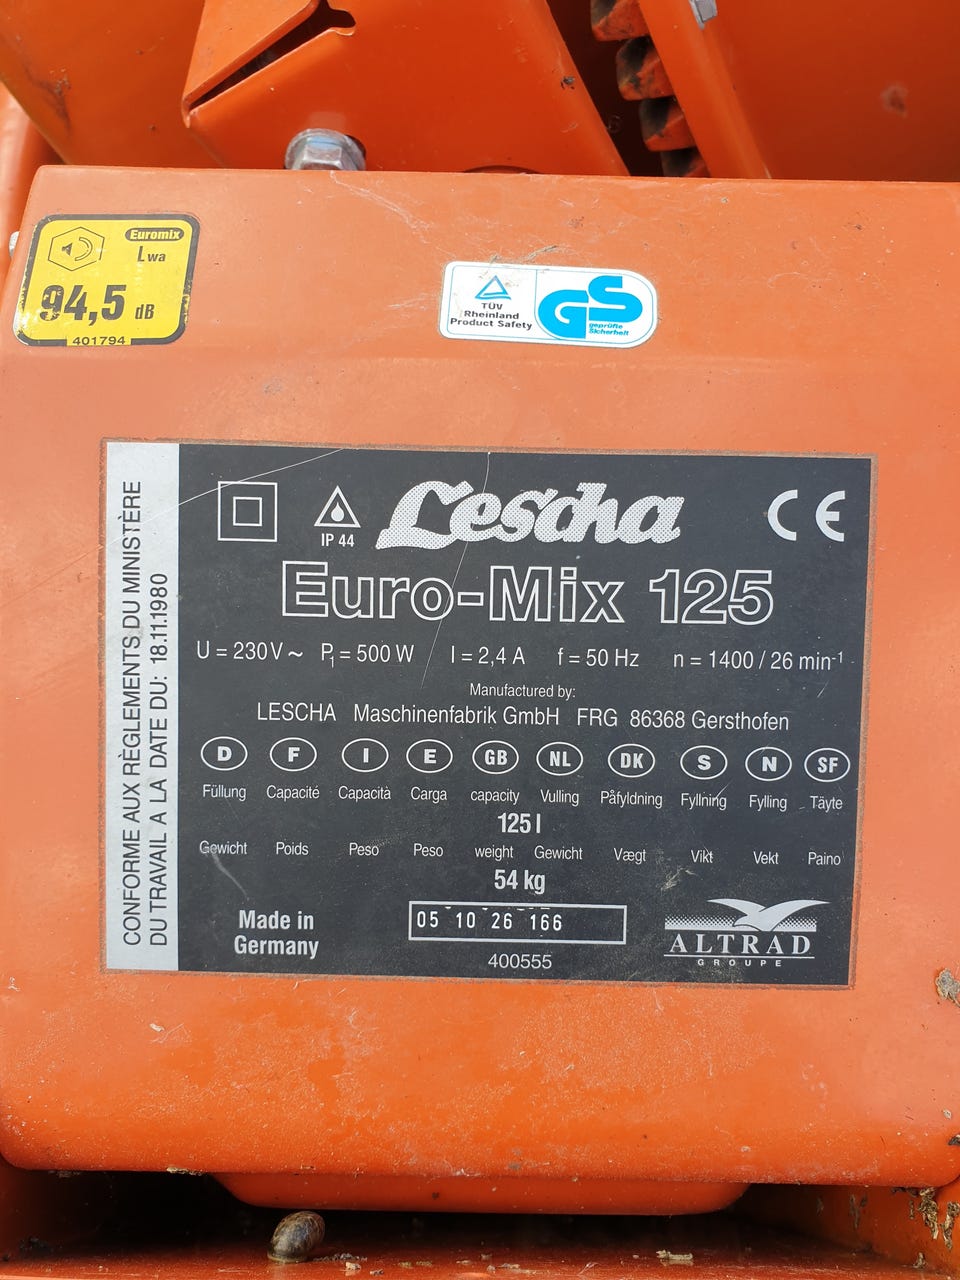 Euromix
Lwa
94,5 dB
401794
TÜV
Rheinland
Product Safety
GS
geprüfte
Sicherheit
CONFORME AUX RÈGLEMENTS DU MINISTÈRE
DU TRAVAIL A LA DATE DU: 18.11.1980
IP 44
Lescha
CE
Euro-Mix 125
U = 230V ~ P1 = 500 W I = 2,4 A f = 50 Hz n = 1400 / 26 min-1
Manufactured by:
LESCHA Maschinenfabrik GmbH FRG 86368 Gersthofen
D F I E GB NL DK S N SF
Füllung Capacité Capacità Carga capacity Vulling Påfyldning Fyllning Fylling Täyte
125 l
Gewicht Poids Peso Peso weight Gewicht Vægt Vikt Vekt Paino
54 kg
Made in
Germany
05 10 26 166
400555
ALTRAD
GROUPE